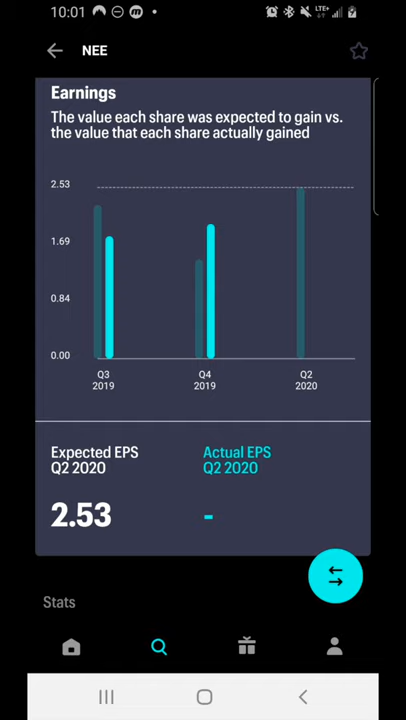 10:01
LTE+
NEE
Earnings
The value each share was expected to gain vs.
the value that each share actually gained
2.53
1.69
0.84
0.00
Q3
2019
Q4
2019
Q2
2020
Expected EPS
Q2 2020
Actual EPS
Q2 2020
2.53
-
Stats